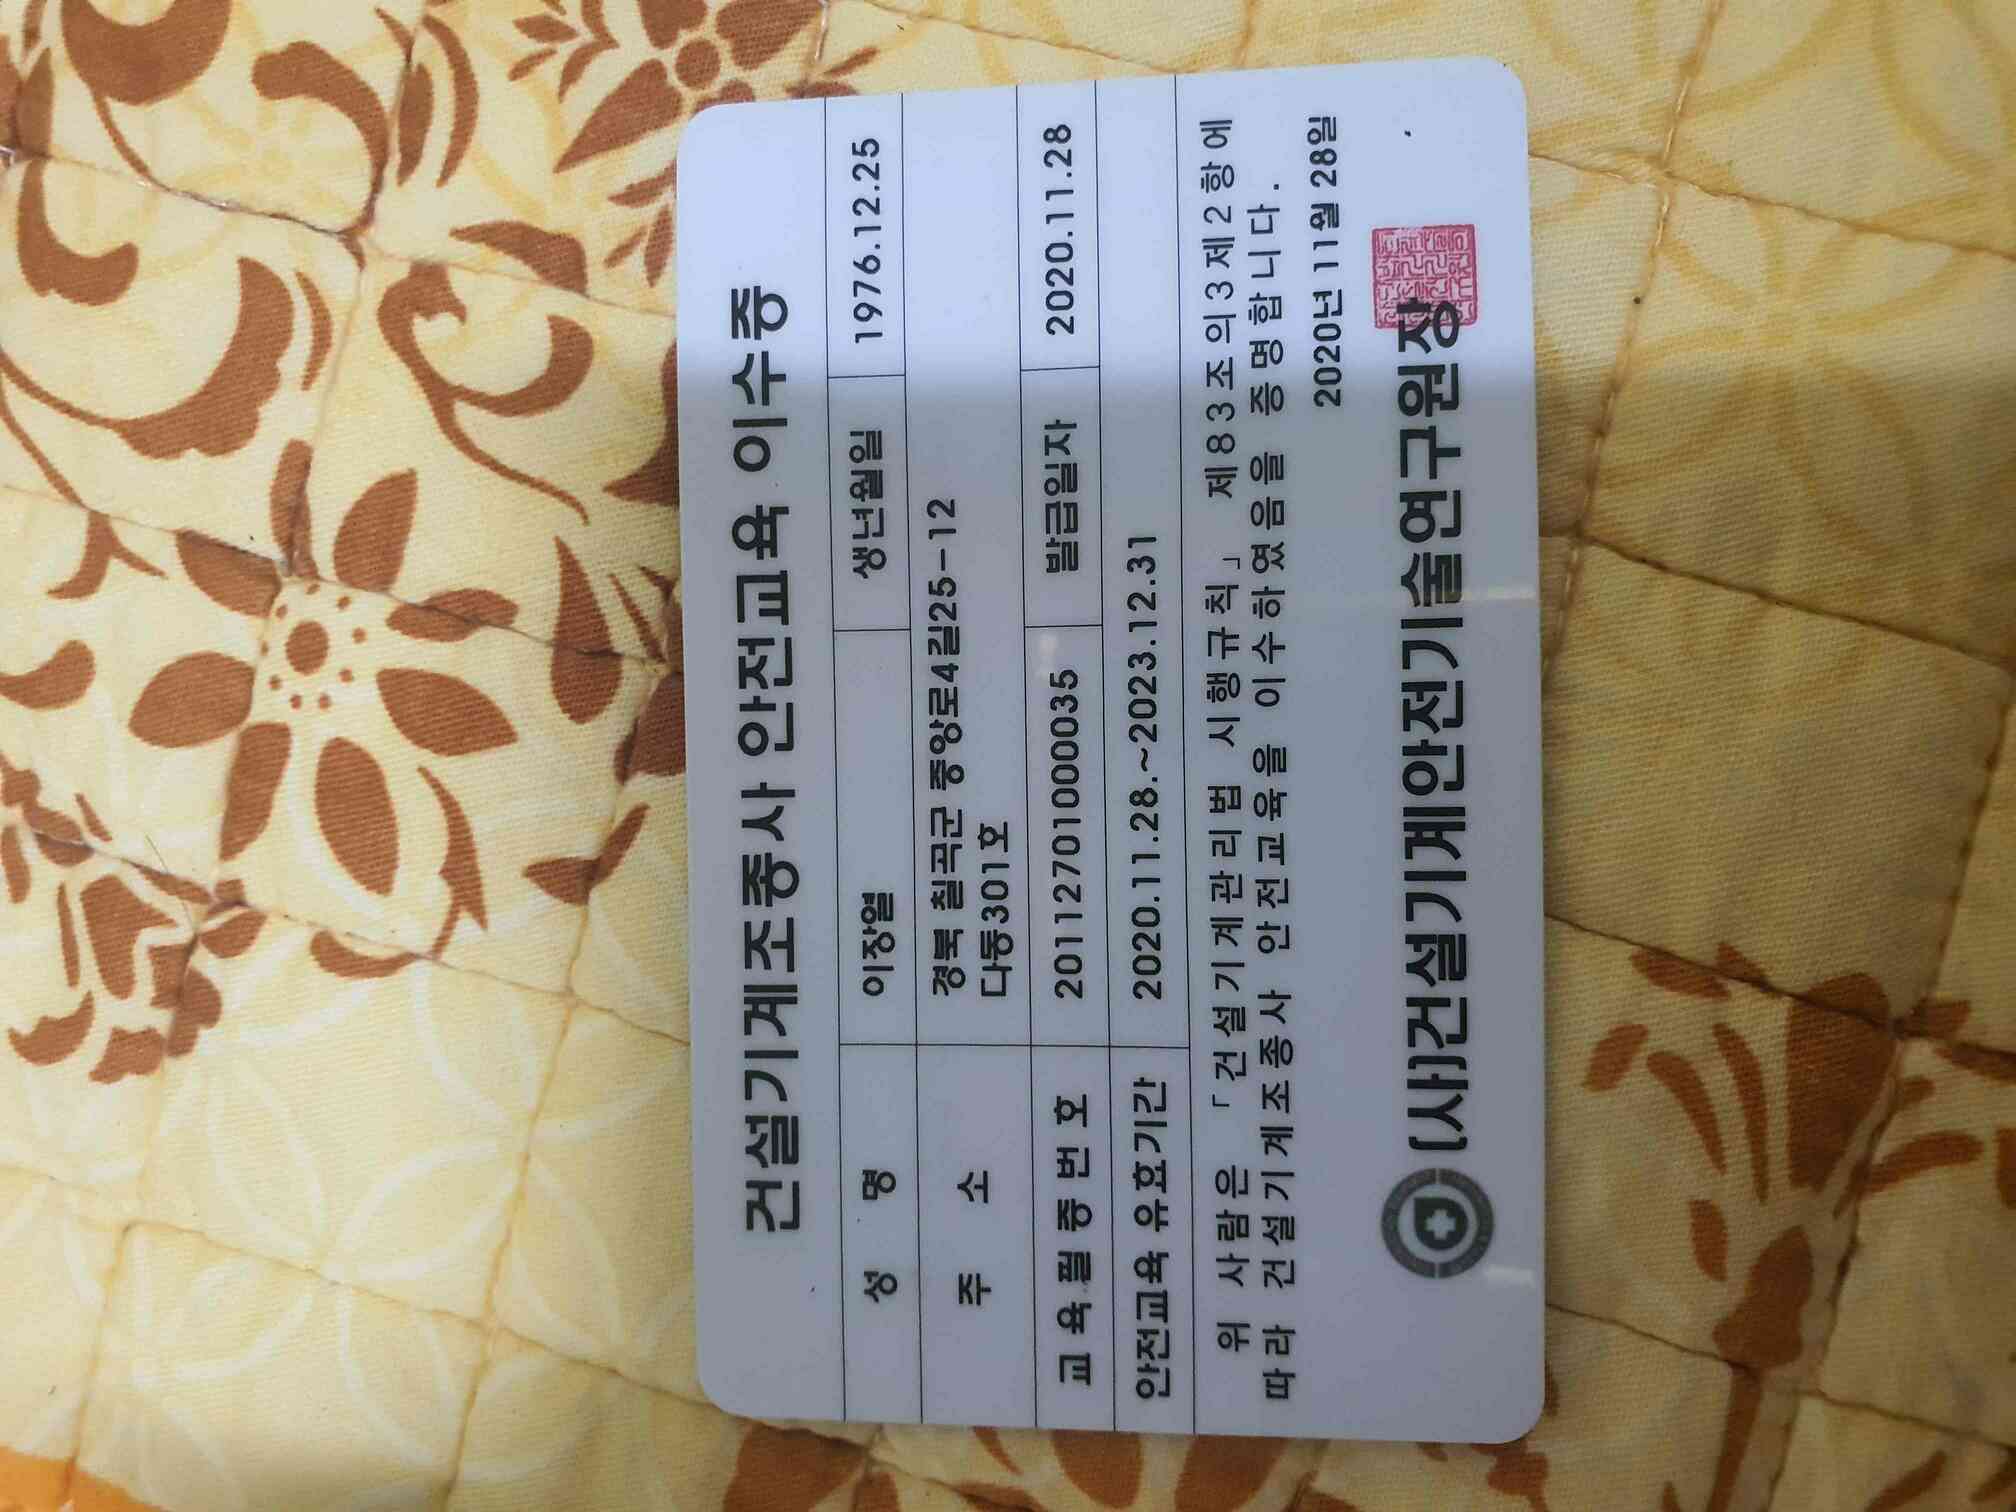 건설기계조종사 안전교육 이수증
성 명 이장열 생년월일 1976.12.25
주 소 경북 칠곡군 중앙로4길25-12
다동301호
교육필증번호 2011270100035 발급일자 2020.11.28
안전교육 유효기간 2020.11.28.~2023.12.31
위 사람은 「건설기계관리법 시행규칙」 제83조의3제2항에
따라 건설기계조종사 안전교육을 이수하였음을 증명합니다.
2020년 11월 28일
(사)건설기계안전기술연구원장